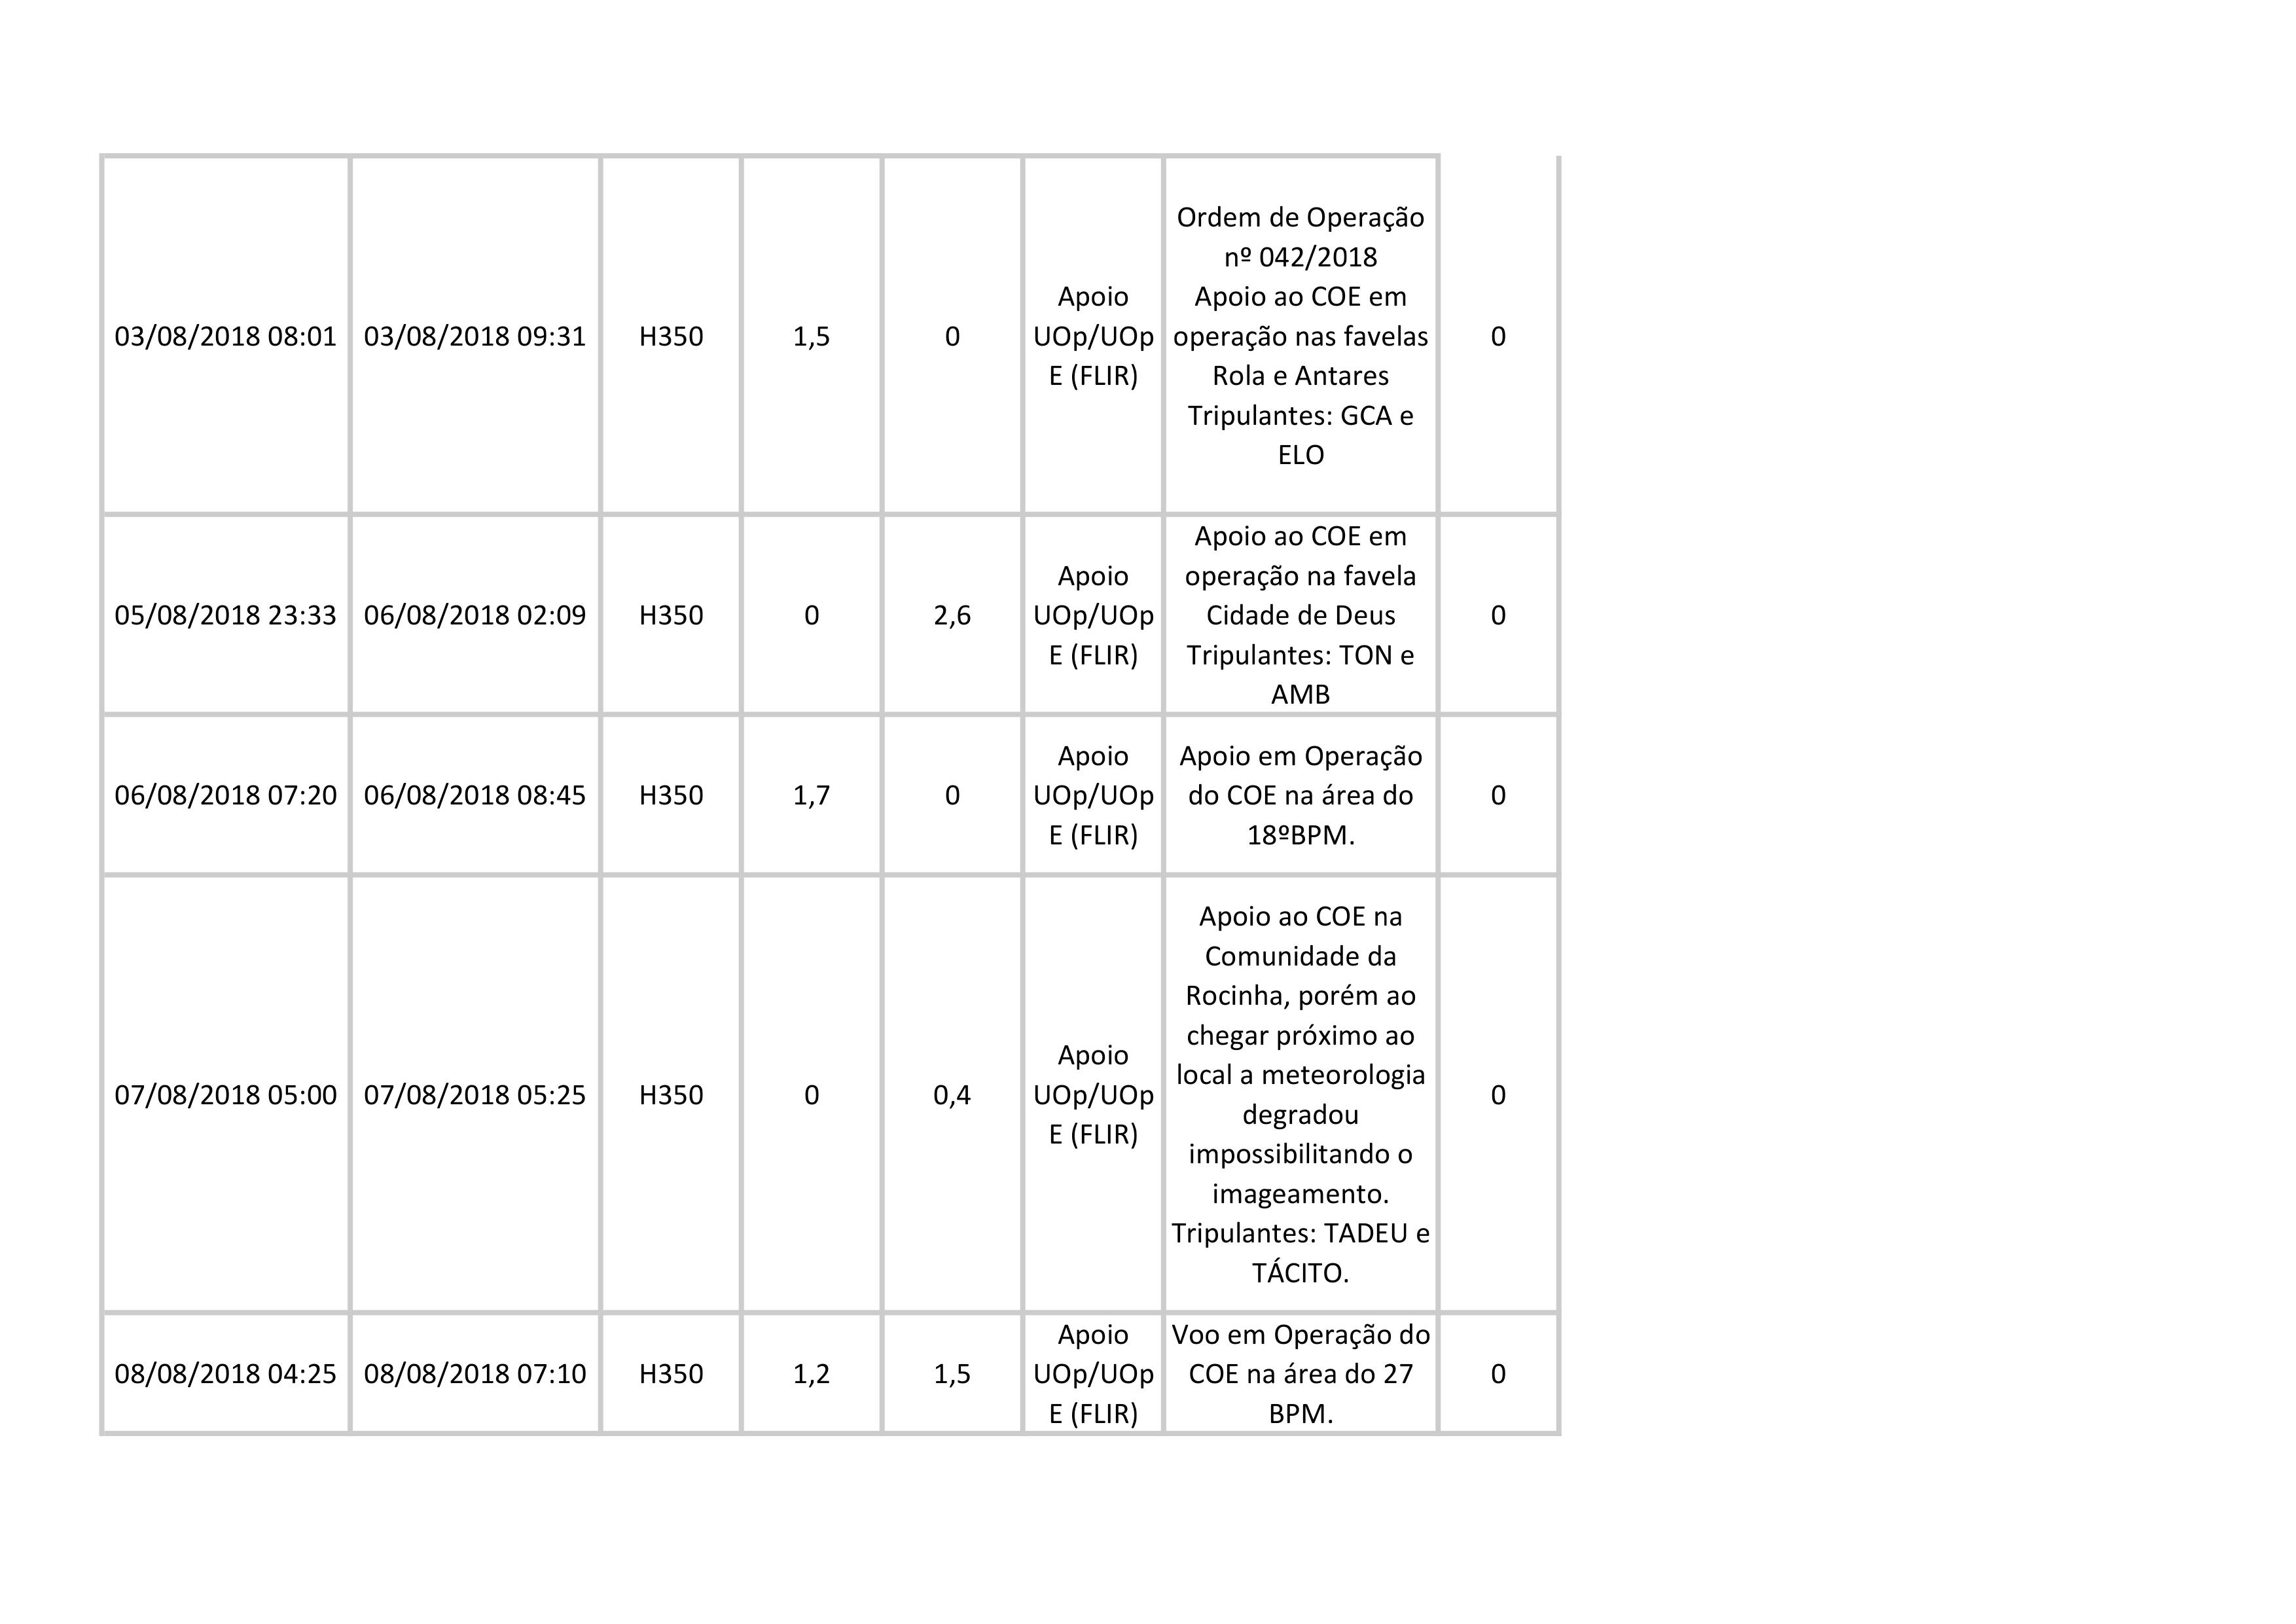 03/08/2018 08:01
03/08/2018 09:31
H350
1,5
0
Apoio
UOp/UOp
E (FLIR)
Ordem de Operação
nº 042/2018
Apoio ao COE em
operação nas favelas
Rola e Antares
Tripulantes: GCA e
ELO
0
05/08/2018 23:33
06/08/2018 02:09
H350
0
2,6
Apoio
UOp/UOp
E (FLIR)
Apoio ao COE em
operação na favela
Cidade de Deus
Tripulantes: TON e
AMB
0
06/08/2018 07:20
06/08/2018 08:45
H350
1,7
0
Apoio
UOp/UOp
E (FLIR)
Apoio em Operação
do COE na área do
18ºBPM.
0
07/08/2018 05:00
07/08/2018 05:25
H350
0
0,4
Apoio
UOp/UOp
E (FLIR)
Apoio ao COE na
Comunidade da
Rocinha, porém ao
chegar próximo ao
local a meteorologia
degradou
impossibilitando o
imageamento.
Tripulantes: TADEU e
TÁCITO.
0
08/08/2018 04:25
08/08/2018 07:10
H350
1,2
1,5
Apoio
UOp/UOp
E (FLIR)
Voo em Operação do
COE na área do 27
BPM.
0